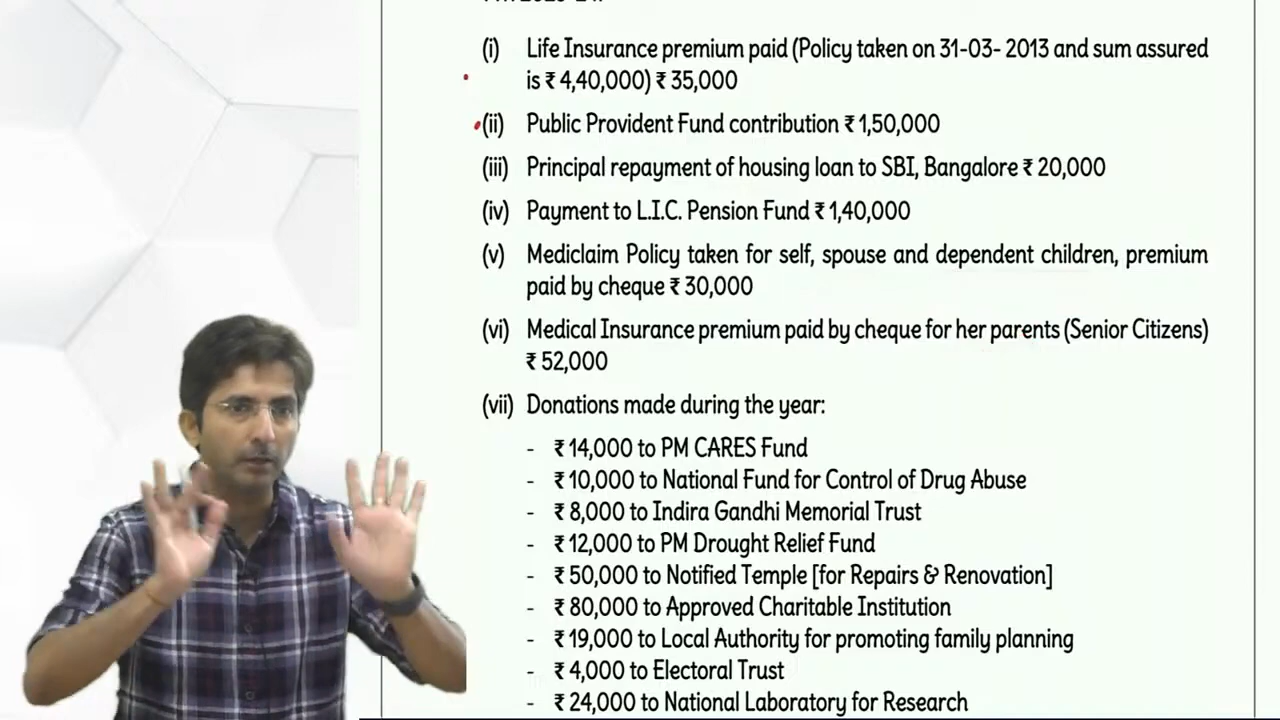 (i) Life Insurance premium paid (Policy taken on 31-03- 2013 and sum assured
is ₹ 4,40,000) ₹ 35,000
(ii) Public Provident Fund contribution ₹ 1,50,000
(iii) Principal repayment of housing loan to SBI, Bangalore ₹ 20,000
(iv) Payment to L.I.C. Pension Fund ₹ 1,40,000
(v) Mediclaim Policy taken for self, spouse and dependent children, premium
paid by cheque ₹ 30,000
(vi) Medical Insurance premium paid by cheque for her parents (Senior Citizens)
₹ 52,000
(vii) Donations made during the year:
- ₹ 14,000 to PM CARES Fund
- ₹ 10,000 to National Fund for Control of Drug Abuse
- ₹ 8,000 to Indira Gandhi Memorial Trust
- ₹ 12,000 to PM Drought Relief Fund
- ₹ 50,000 to Notified Temple [for Repairs & Renovation]
- ₹ 80,000 to Approved Charitable Institution
- ₹ 19,000 to Local Authority for promoting family planning
- ₹ 4,000 to Electoral Trust
- ₹ 24,000 to National Laboratory for Research